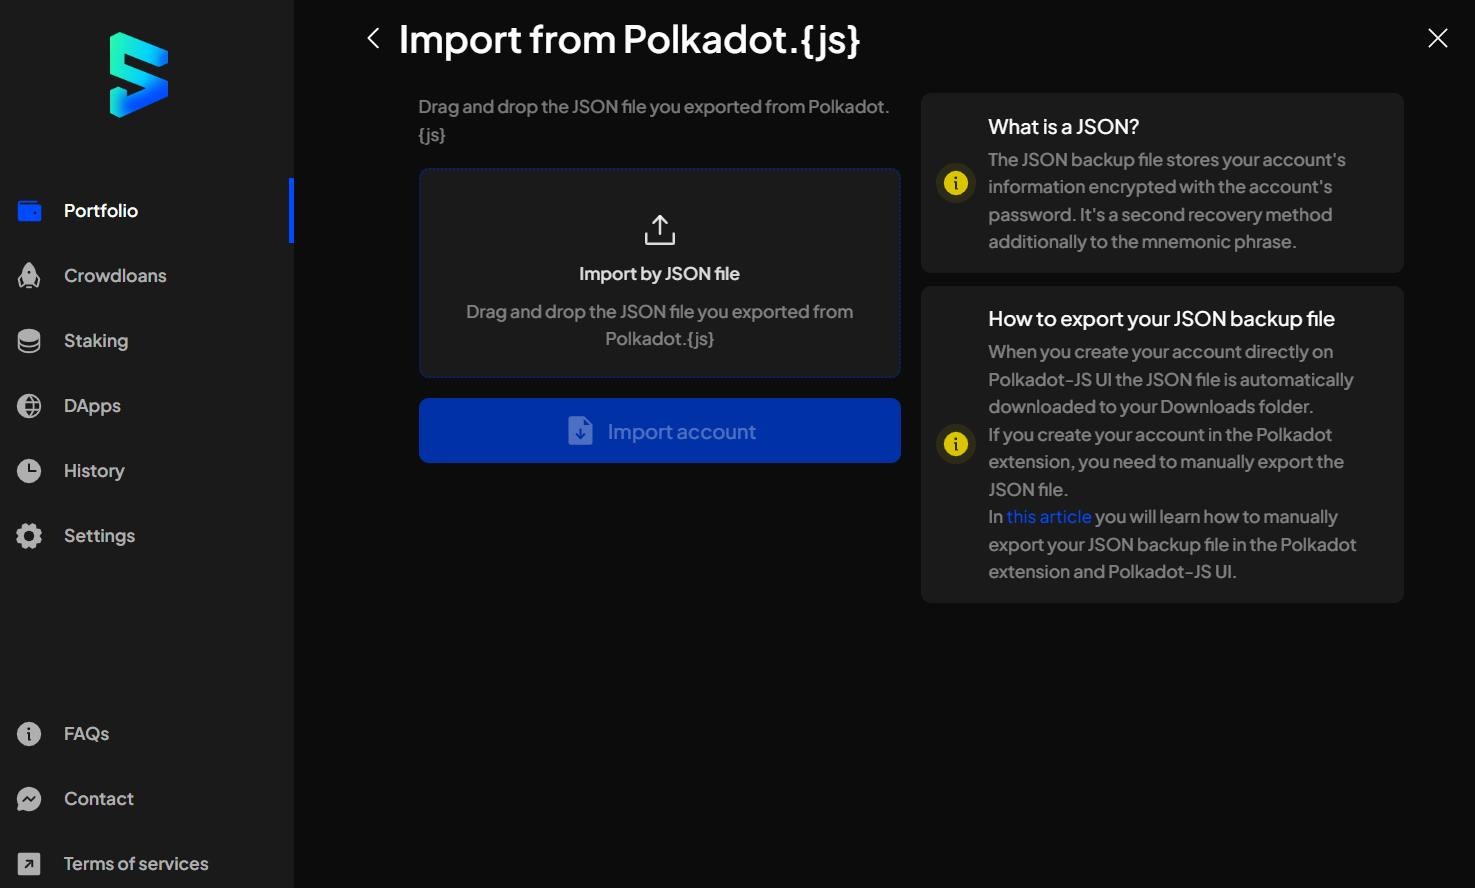 Import from Polkadot.{js}
Portfolio
Crowdloans
Staking
DApps
History
Settings
FAQs
Contact
Terms of services
Drag and drop the JSON file you exported from Polkadot.
{js}
Import by JSON file
Drag and drop the JSON file you exported from
Polkadot.{js}
Import account
What is a JSON?
The JSON backup file stores your account's
information encrypted with the account's
password. It's a second recovery method
additionally to the mnemonic phrase.
How to export your JSON backup file
When you create your account directly on
Polkadot-JS UI the JSON file is automatically
downloaded to your Downloads folder.
If you create your account in the Polkadot
extension, you need to manually export the
JSON file.
In this article you will learn how to manually
export your JSON backup file in the Polkadot
extension and Polkadot-JS UI.